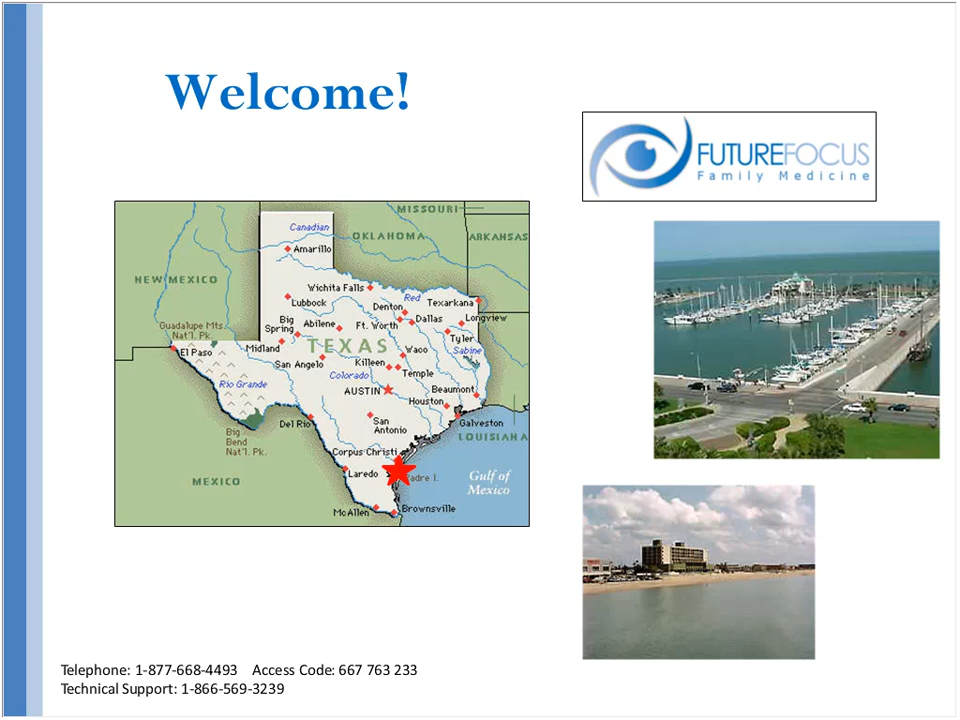 Welcome!
FUTUREFOCUS
Family Medicine
MISSOURI
Canadian
OKLAHOMA
ARKANSAS
Amarillo
NEW MEXICO
Wichita Falls
Red
Lubbock
Denton
Texarkana
Big
Spring
Abilene
Ft. Worth
Dallas
Longview
Guadalupe Mts.
Nat'l. Pk.
Tyler
El Paso
Midland
TEXAS
Waco
Sabine
San Angelo
Killeen
Colorado
Temple
Rio Grande
AUSTIN
Beaumont
Houston
Del Rio
San
Antonio
Galveston
Big
Bend
Nat'l. Pk.
LOUISIANA
Corpus Christi
Laredo
adre I.
Gulf of
Mexico
MEXICO
McAllen
Brownsville
Telephone: 1-877-668-4493 Access Code: 667 763 233
Technical Support: 1-866-569-3239